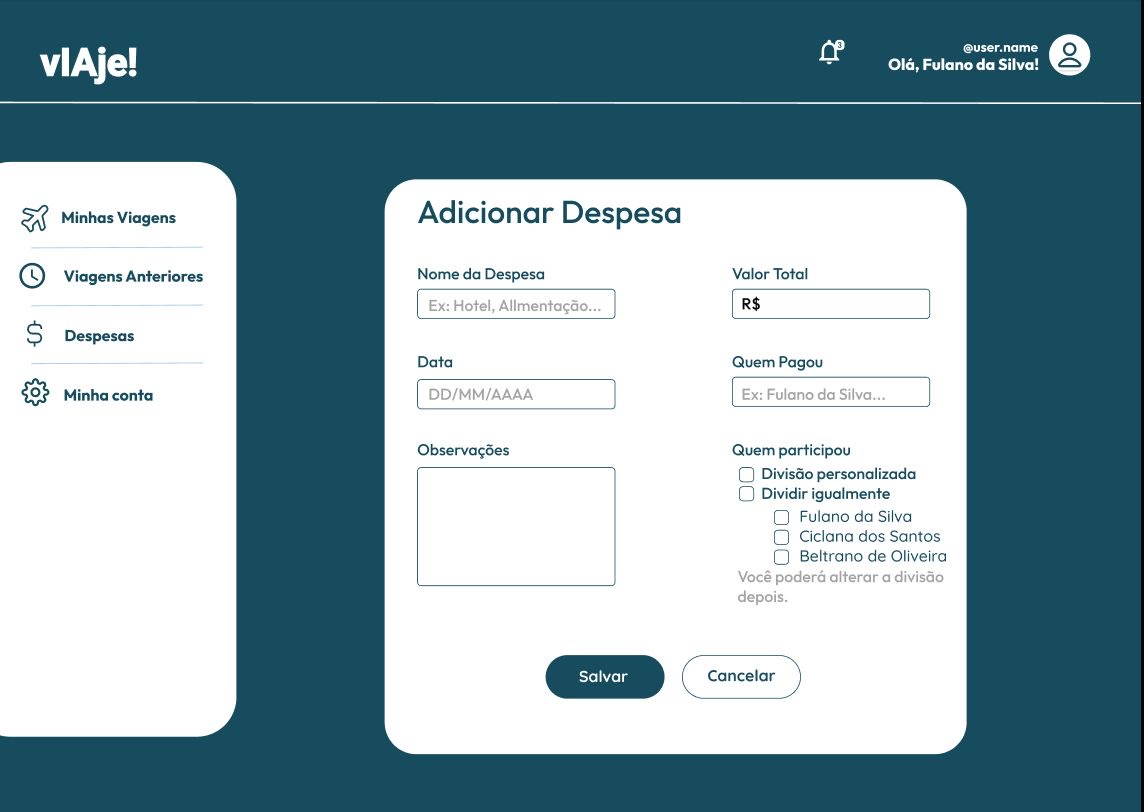 vIAje!
3
@user.name
Olá, Fulano da Silva!
Minhas Viagens
Viagens Anteriores
Despesas
Minha conta
Adicionar Despesa
Nome da Despesa
Ex: Hotel, Allmentação...
Valor Total
R$
Data
DD/MM/AAAA
Quem Pagou
Ex: Fulano da Silva...
Observações
Quem participou
Divisão personalizada
Dividir igualmente
Fulano da Silva
Ciclana dos Santos
Beltrano de Oliveira
Você poderá alterar a divisão
depois.
Salvar
Cancelar